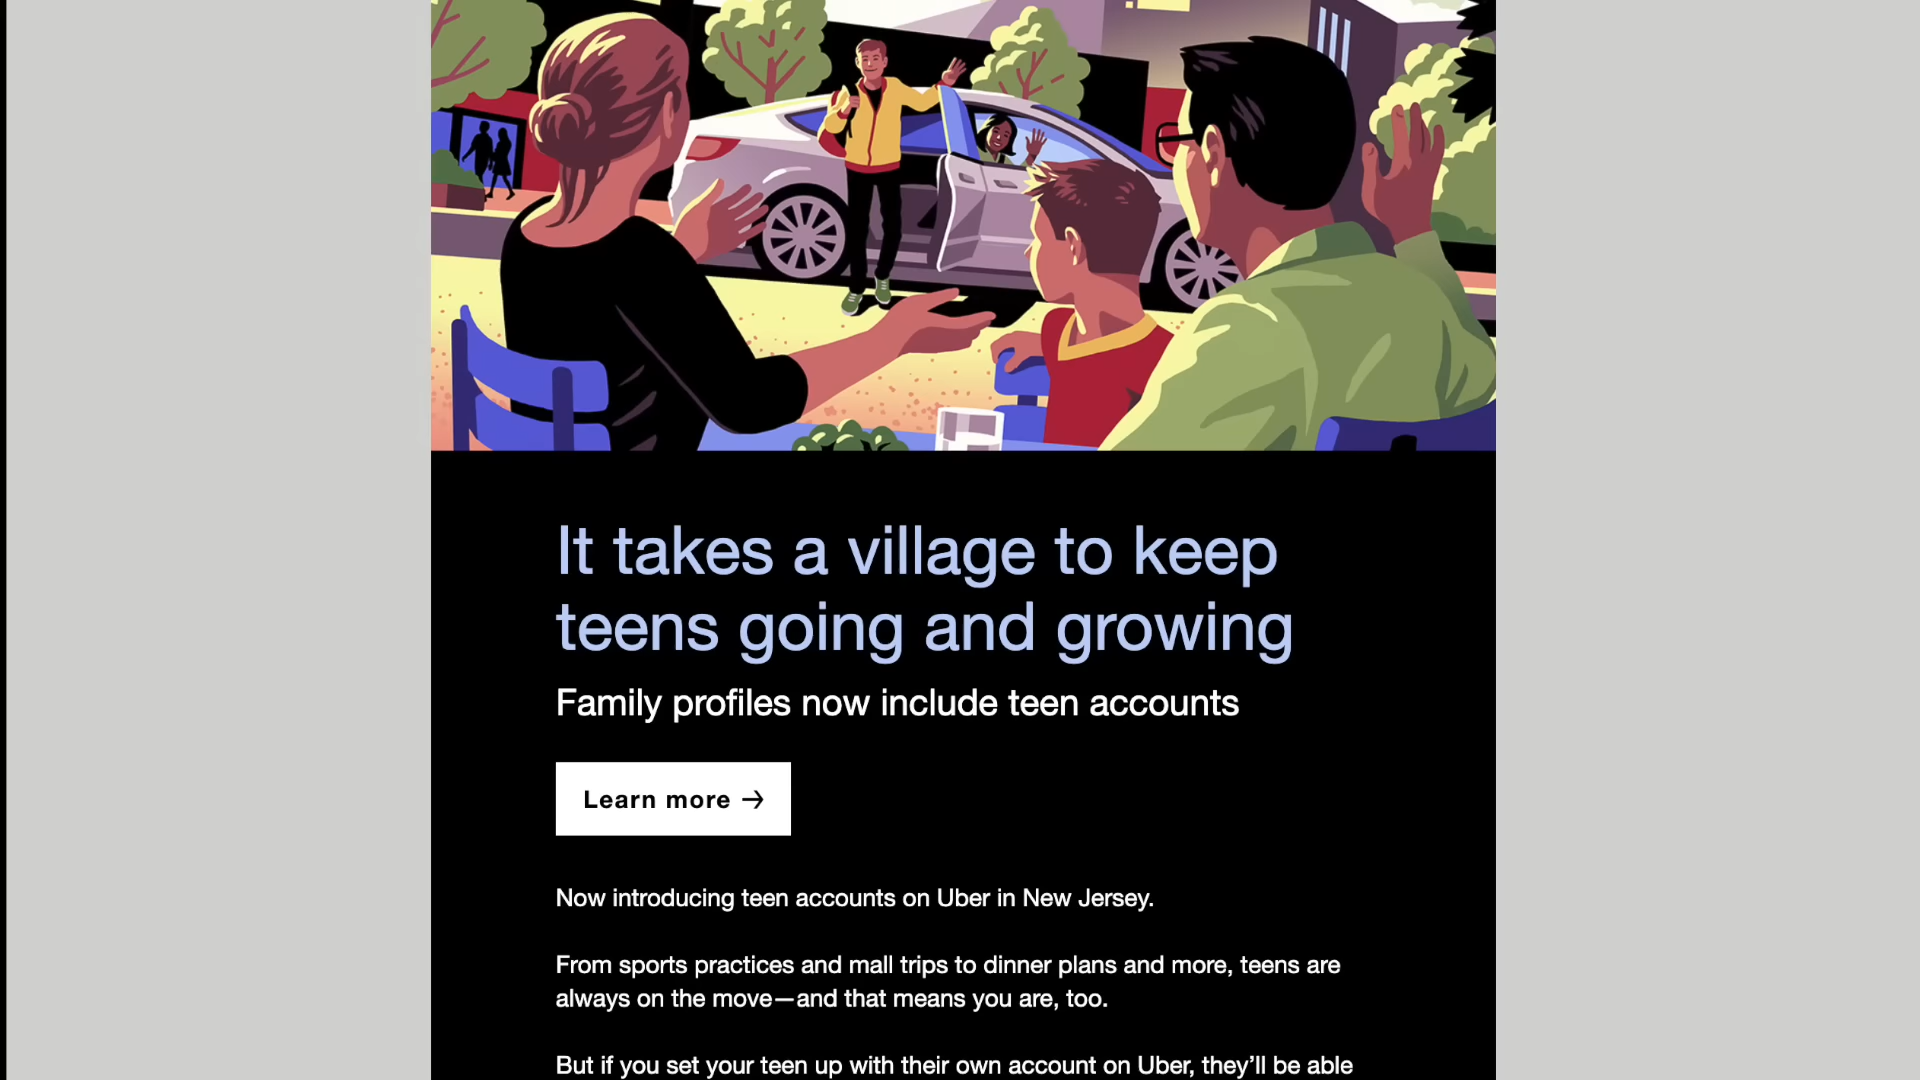 It takes a village to keep
teens going and growing
Family profiles now include teen accounts
Learn more →
Now introducing teen accounts on Uber in New Jersey.
From sports practices and mall trips to dinner plans and more, teens are
always on the move—and that means you are, too.
But if you set your teen up with their own account on Uber, they’ll be able